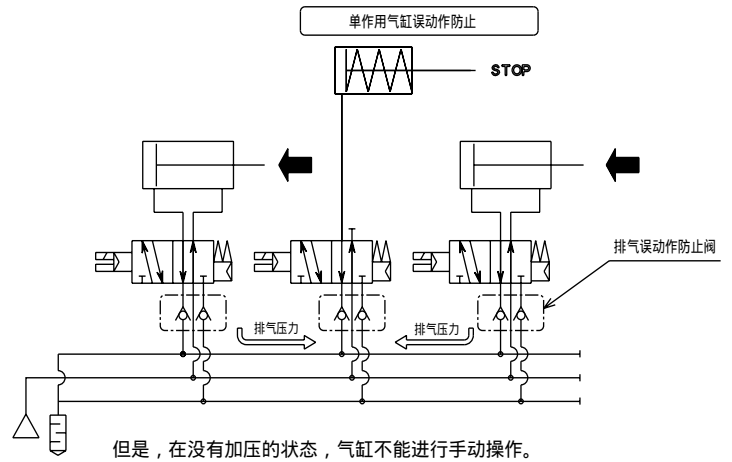 单作用气缸误动作防止
STOP
排气误动作防止阀
排气压力
排气压力
但是，在没有加压的状态，气缸不能进行手动操作。